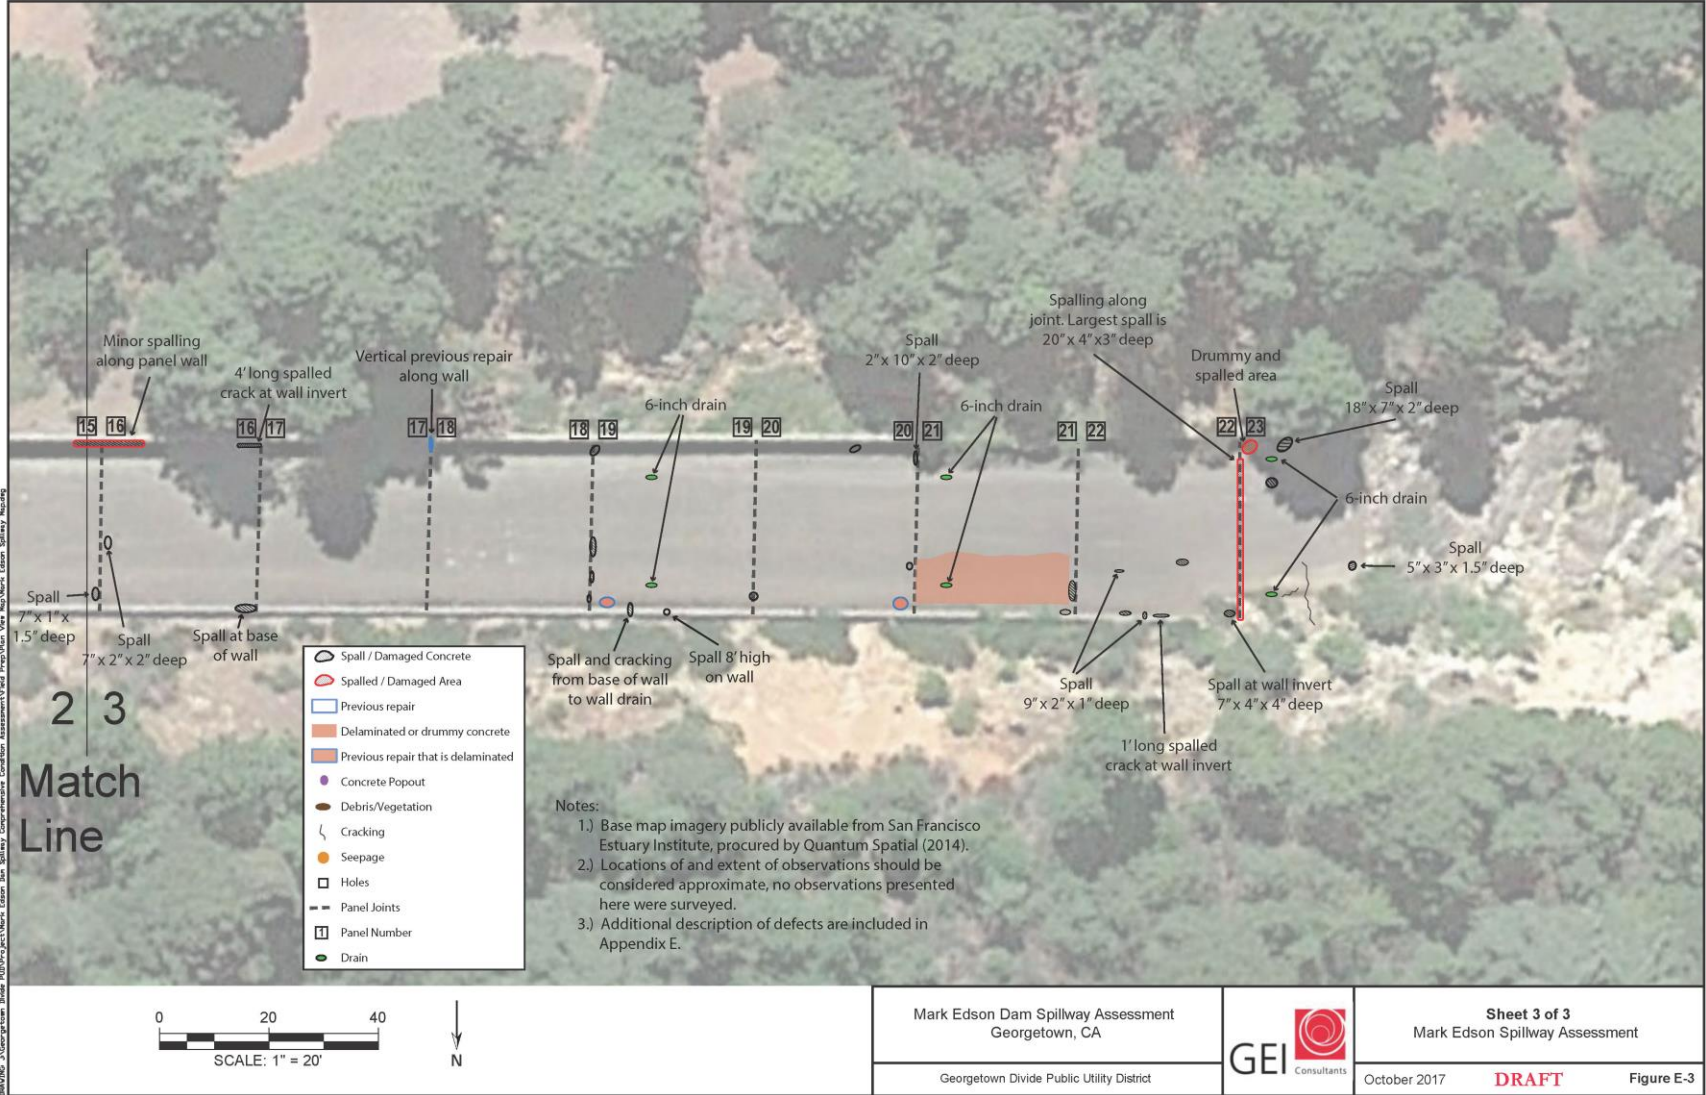 Spalling along
joint. Largest spall is
20" x 4" x3" deep
Minor spalling
along panel wall
4' long spalled
crack at wall invert
Vertical previous repair
along wall
6-inch drain
Spall
2" x 10" x 2" deep
6-inch drain
Drummy and
spalled area
Spall
18" x 7" x 2" deep
15 16
16 17
17 18
18 19
19 20
20 21
21 22
22 23
6-inch drain
Spall
5" x 3" x 1.5" deep
Spall
7" x 1" x
1.5" deep
Spall
7" x 2" x 2" deep
Spall at base
of wall
Spall and cracking
from base of wall
to wall drain
Spall 8' high
on wall
Spall
9" x 2" x 1" deep
Spall at wall invert
7" x 4" x 4" deep
1' long spalled
crack at wall invert
2 3
Match
Line
Spall / Damaged Concrete
Spalled / Damaged Area
Previous repair
Delaminated or drummy concrete
Previous repair that is delaminated
Concrete Popout
Debris/Vegetation
Cracking
Seepage
Holes
Panel Joints
1 Panel Number
Drain
Notes:
1.) Base map imagery publicly available from San Francisco
Estuary Institute, procured by Quantum Spatial (2014).
2.) Locations of and extent of observations should be
considered approximate, no observations presented
here were surveyed.
3.) Additional description of defects are included in
Appendix E.
0 20 40
SCALE: 1" = 20'
N
Mark Edson Dam Spillway Assessment
Georgetown, CA
Georgetown Divide Public Utility District
GEI
Consultants
Sheet 3 of 3
Mark Edson Spillway Assessment
October 2017 DRAFT Figure E-3